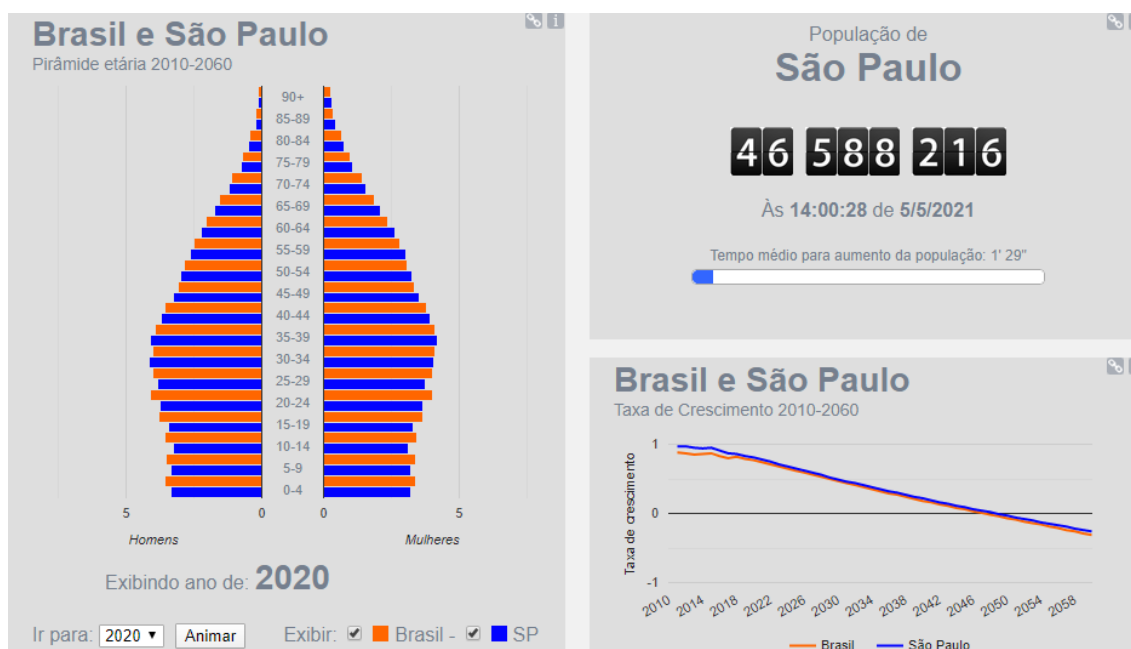 Brasil e São Paulo
Pirâmide etária 2010-2060
90+
85-89
80-84
75-79
70-74
65-69
60-64
55-59
50-54
45-49
40-44
35-39
30-34
25-29
20-24
15-19
10-14
5-9
0-4
5 0 0 5
Homens Mulheres
Exibindo ano de: 2020
Ir para: 2020 Animar Exibir: Brasil - SP
População de
São Paulo
46 588 216
Às 14:00:28 de 5/5/2021
Tempo médio para aumento da população: 1' 29"
Brasil e São Paulo
Taxa de Crescimento 2010-2060
Taxa de crescimento
1
0
-1
2010 2014 2018 2022 2026 2030 2034 2038 2042 2046 2050 2054 2058
Brasil São Paulo